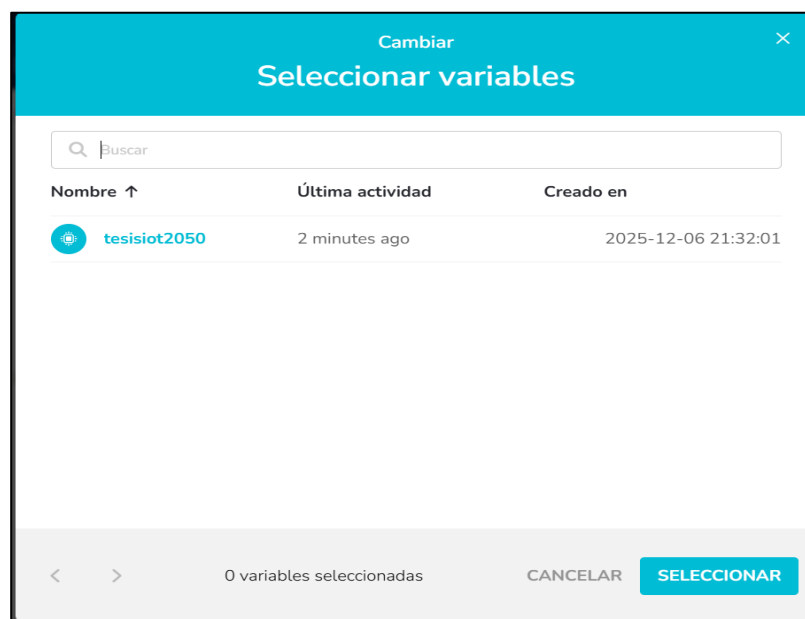 Cambiar
Seleccionar variables
Buscar
Nombre ↑ Última actividad Creado en
tesisiot2050 2 minutes ago 2025-12-06 21:32:01
0 variables seleccionadas CANCELAR SELECCIONAR